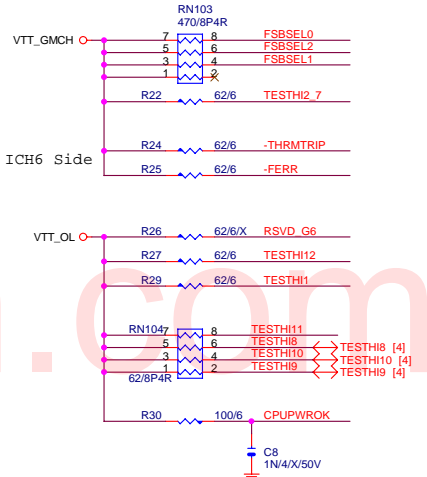 RN103
470/8P4R
VTT_GMCH 7 8 FSBSEL0
5 6 FSBSEL2
3 4 FSBSEL1
1 2
R22 62/6 TESTHI2_7
R24 62/6 -THRMTRIP
ICH6 Side
R25 62/6 -FERR
VTT_OL R26 62/6/X RSVD_G6
R27 62/6 TESTHI12
R29 62/6 TESTHI1
RN104 7 8 TESTHI11
5 6 TESTHI8 TESTHI8 [4]
3 4 TESTHI10 TESTHI10 [4]
1 2 TESTHI9 TESTHI9 [4]
62/8P4R
R30 100/6 CPUPWROK
C8
1N/4/X/50V
.com